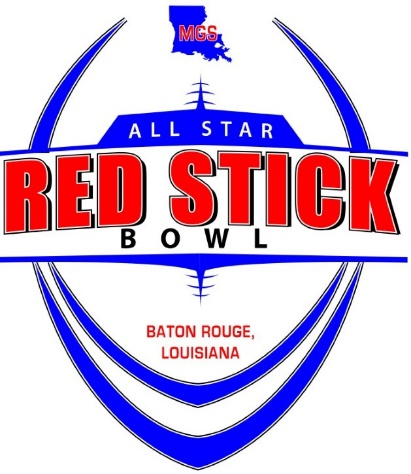 MGS
ALL STAR
RED STICK
BOWL
BATON ROUGE,
LOUISIANA